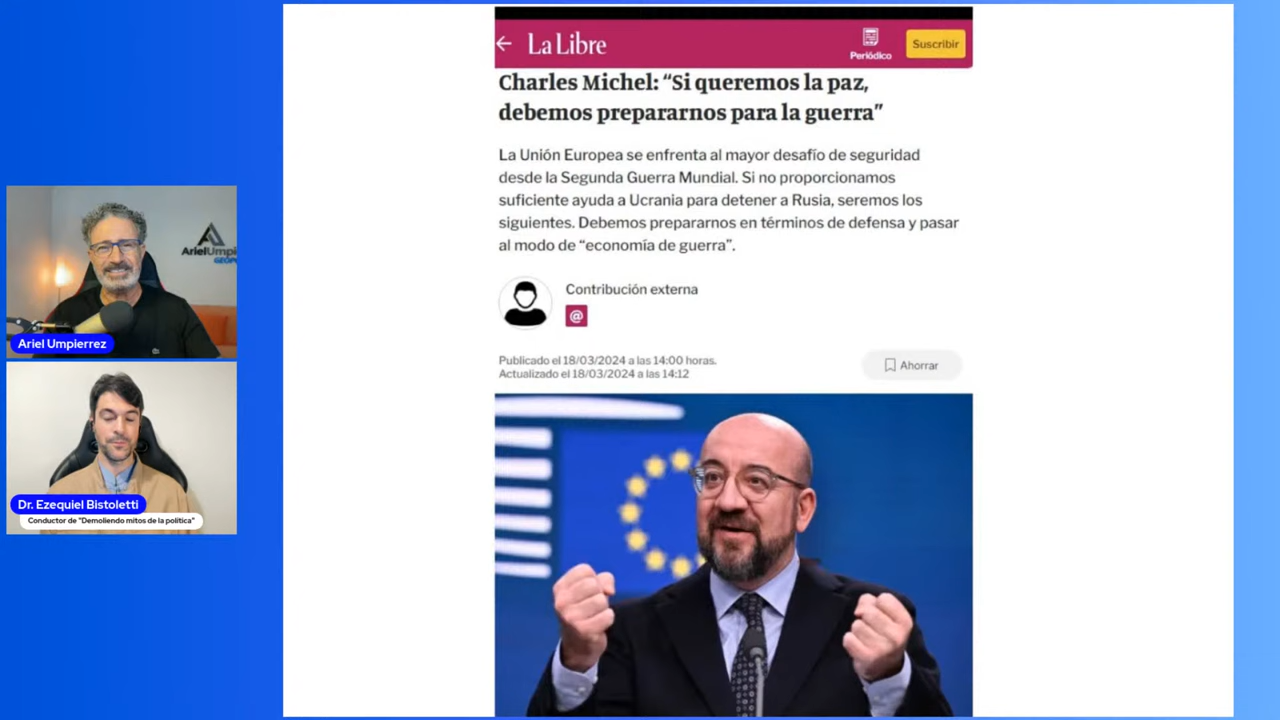 La Libre
Periódico
Suscribir
Charles Michel: “Si queremos la paz,
debemos prepararnos para la guerra”
La Unión Europea se enfrenta al mayor desafío de seguridad
desde la Segunda Guerra Mundial. Si no proporcionamos
suficiente ayuda a Ucrania para detener a Rusia, seremos los
siguientes. Debemos prepararnos en términos de defensa y pasar
al modo de “economía de guerra”.
Contribución externa
@
Publicado el 18/03/2024 a las 14:00 horas.
Actualizado el 18/03/2024 a las 14:12
Ahorrar
ArielUmpi
GEOPO
Ariel Umpierrez
Dr. Ezequiel Bistoletti
Conductor de "Demoliendo mitos de la política"